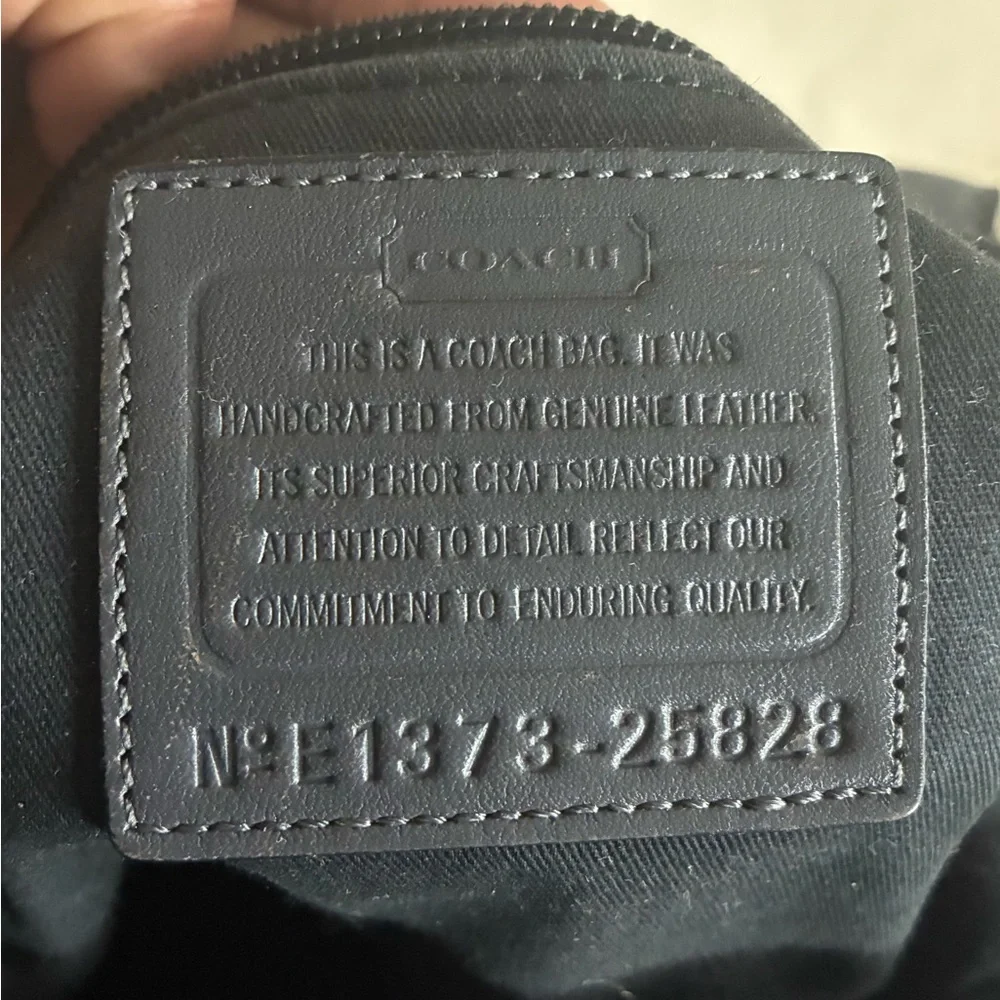 COACH
THIS IS A COACH BAG. IT WAS
HANDCRAFTED FROM GENUINE LEATHER.
ITS SUPERIOR CRAFTSMANSHIP AND
ATTENTION TO DETAIL REFLECT OUR
COMMITMENT TO ENDURING QUALITY.
Nº E1373-25828